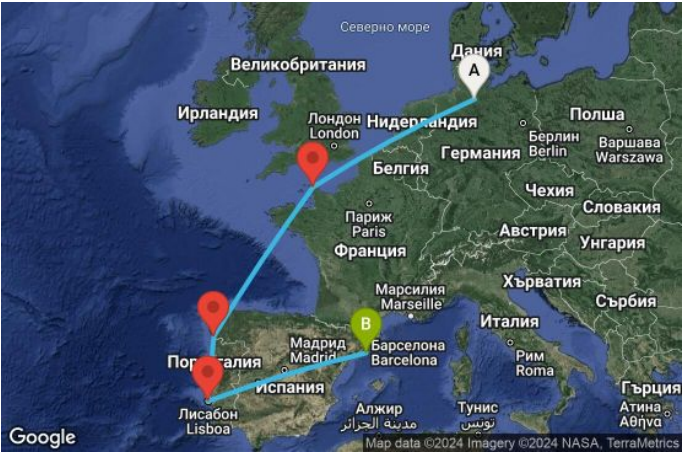 Северно море
Дания
A
Великобритания
Ирландия
Лондон
London
Нидерландия
Полша
Берлин
Berlin
Варшава
Warszawa
Германия
Белгия
Чехия
Словакия
Париж
Paris
Австрия
Унгария
Франция
Хърватия
Марсилия
Marseille
Сърбия
B
Италия
Мадрид
Madrid
Барселона
Barcelona
Рим
Roma
Португалия
Испания
Гърция
Лисабон
Lisboa
Алжир
مدينة الجزائر
Тунис
تونس
Атина
Αθήνα
Google
Map data ©2024 Imagery ©2024 NASA, TerraMetrics